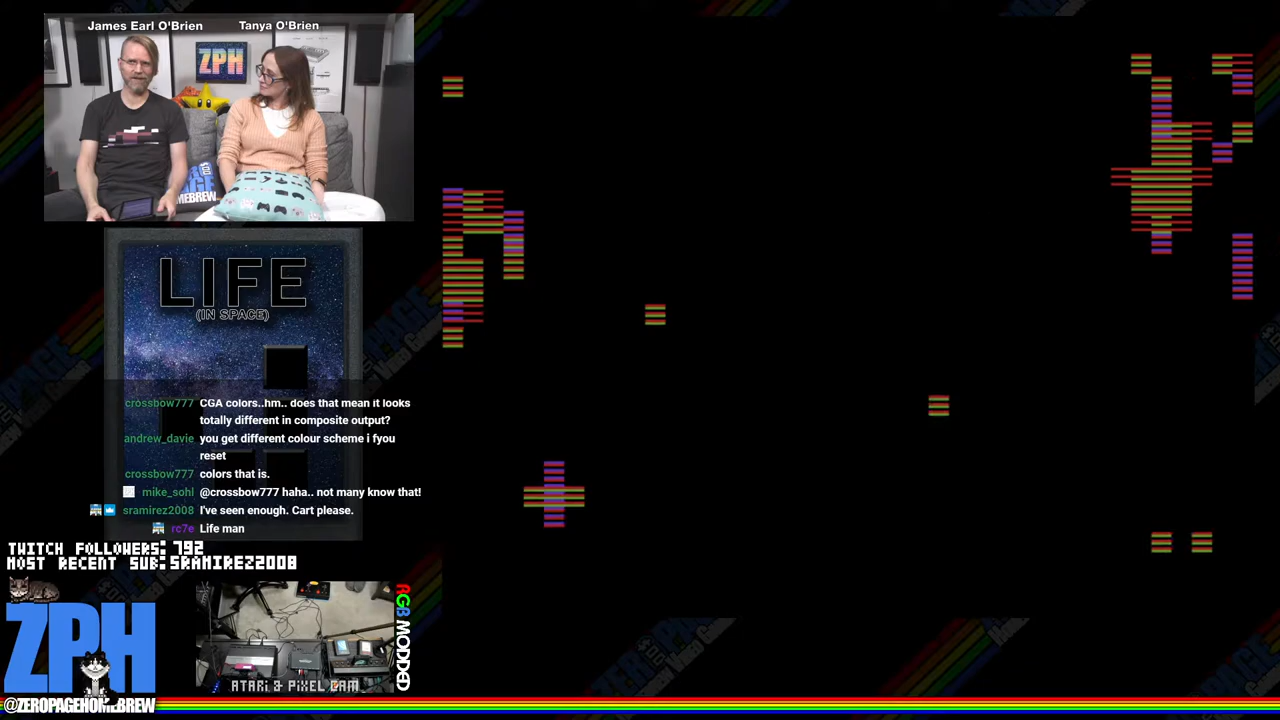 James Earl O'Brien
Tanya O'Brien
ZPH
LIFE
(IN SPACE)
crossbow777 CGA colors..hm.. does that mean it looks
totally different in composite output?
andrew_davie you get different colour scheme i fyou
reset
crossbow777 colors that is.
mike_sohl @crossbow777 haha.. not many know that!
sramirez2008 I've seen enough. Cart please.
rc7e Life man
TWITCH FOLLOWERS: 792
MOST RECENT SUB: SRAMIREZ2008
ZPH
RGB MODDED
ATARI & PIXEL CAM
@ZEROPAGEHOMEBREW